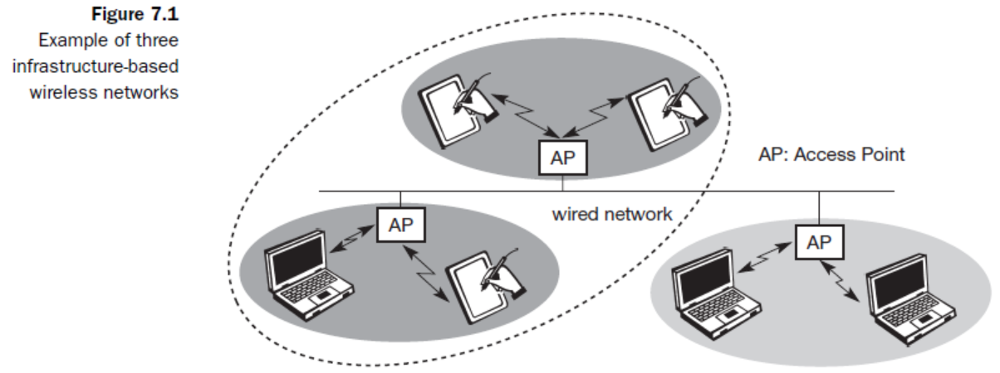 Figure 7.1
Example of three
infrastructure-based
wireless networks
AP
AP: Access Point
wired network
AP
AP